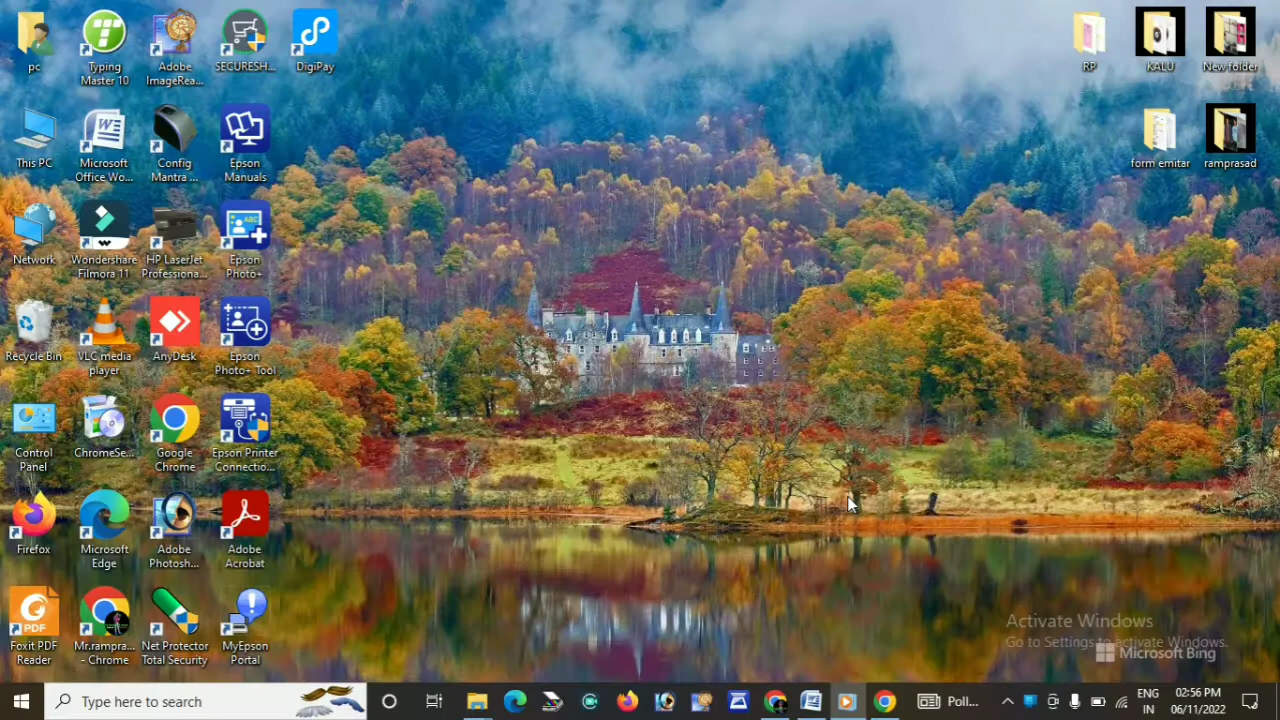 pc
Typing
Master 10
Adobe
ImageRea...
SECURESH...
DigiPay
RP
KALU
New folder
This PC
Microsoft
Office Wo...
Config
Mantra ...
Epson
Manuals
form emitar
ramprasad
Network
Wondershare
Filmora 11
HP LaserJet
Professiona...
ABC
Epson
Photo+
Recycle Bin
VLC media
player
AnyDesk
Epson
Photo+ Tool
Control
Panel
ChromeSe...
Google
Chrome
Epson Printer
Connectio...
Firefox
Microsoft
Edge
Adobe
Photosh...
Adobe
Acrobat
PDF
Foxit PDF
Reader
Mr.rampra...
- Chrome
Net Protector
Total Security
MyEpson
Portal
Activate Windows
Go to Settings to activate Windows.
Microsoft Bing
Type here to search
Poll...
ENG
IN
02:56 PM
06/11/2022